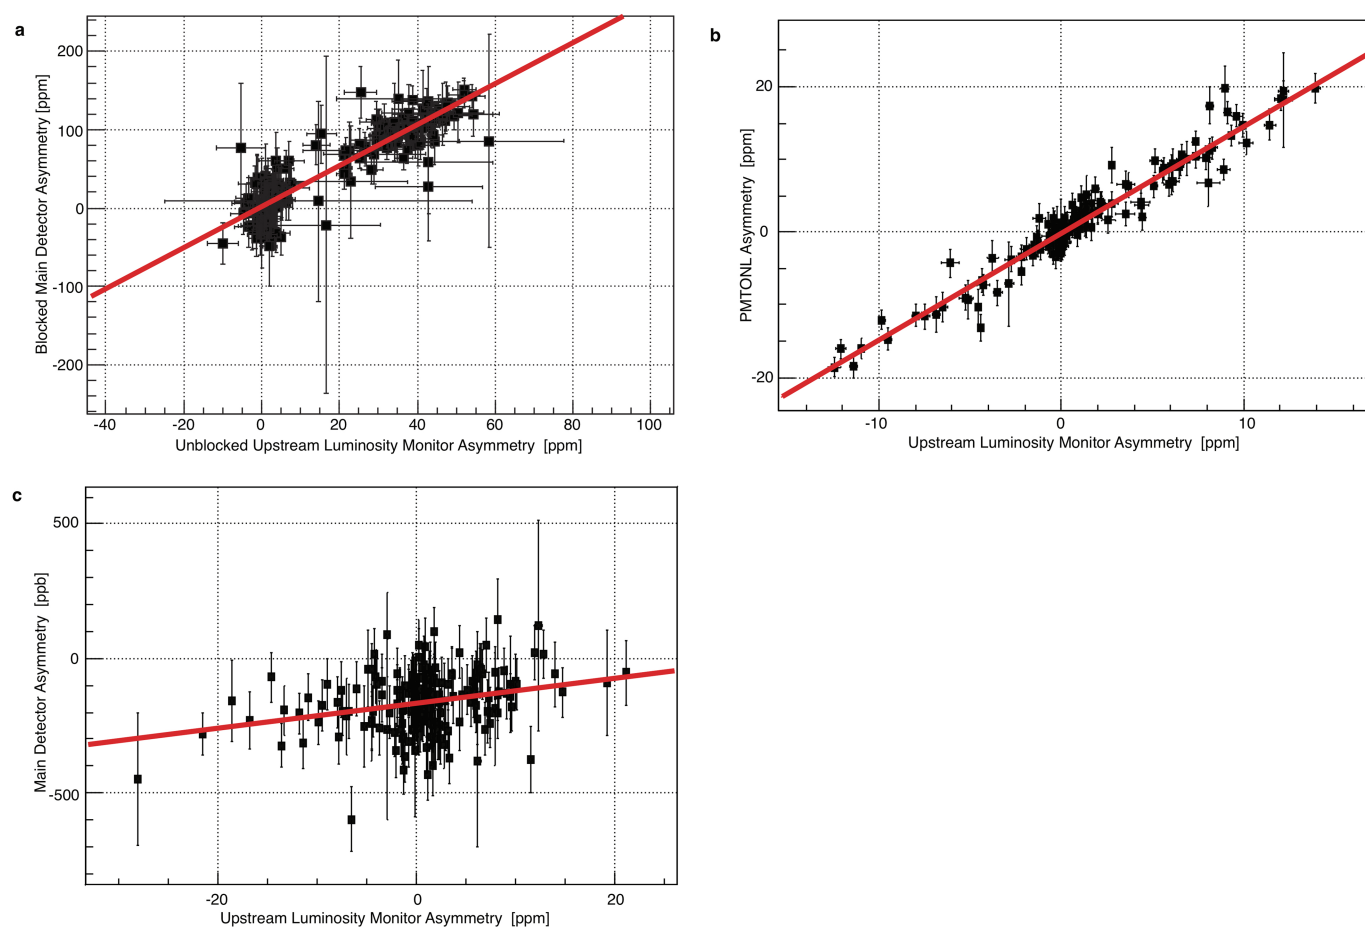 a
Blocked Main Detector Asymmetry [ppm]
200
100
0
-100
-200
-40
-20
0
20
40
60
80
100
Unblocked Upstream Luminosity Monitor Asymmetry [ppm]
b
PMTONL Asymmetry [ppm]
20
0
-20
-10
0
10
Upstream Luminosity Monitor Asymmetry [ppm]
c
Main Detector Asymmetry [ppb]
500
0
-500
-20
0
20
Upstream Luminosity Monitor Asymmetry [ppm]